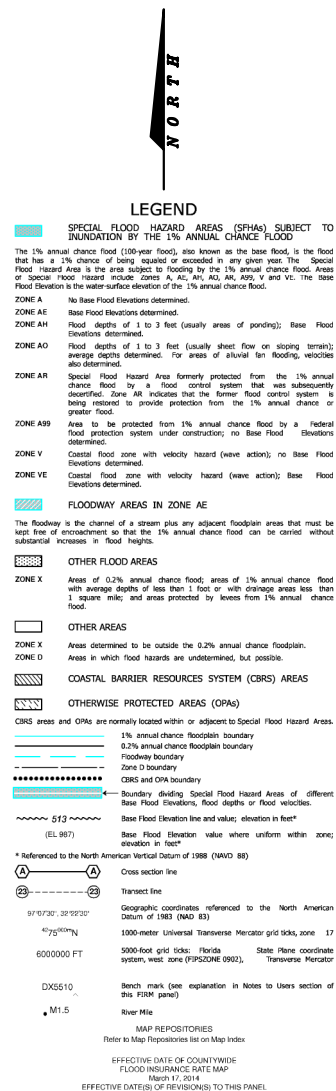 NORTH
LEGEND
SPECIAL FLOOD HAZARD AREAS (SFHAs) SUBJECT TO
INUNDATION BY THE 1% ANNUAL CHANCE FLOOD
The 1% annual chance flood (100-year flood), also known as the base flood, is the flood
that has a 1% chance of being equaled or exceeded in any given year. The Special
Flood Hazard Area is the area subject to flooding by the 1% annual chance flood. Areas
of Special Flood Hazard include Zones A, AE, AH, AO, AR, A99, V and VE. The Base
Flood Elevation is the water-surface elevation of the 1% annual chance flood.
ZONE A No Base Flood Elevations determined.
ZONE AE Base Flood Elevations determined.
ZONE AH Flood depths of 1 to 3 feet (usually areas of ponding); Base Flood
Elevations determined.
ZONE AO Flood depths of 1 to 3 feet (usually sheet flow on sloping terrain);
average depths determined. For areas of alluvial fan flooding, velocities
also determined.
ZONE AR Special Flood Hazard Area formerly protected from the 1% annual
chance flood by a flood control system that was subsequently
decertified. Zone AR indicates that the former flood control system is
being restored to provide protection from the 1% annual chance or
greater flood.
ZONE A99 Area to be protected from 1% annual chance flood by a Federal
flood protection system under construction; no Base Flood Elevations
determined.
ZONE V Coastal flood zone with velocity hazard (wave action); no Base Flood
Elevations determined.
ZONE VE Coastal flood zone with velocity hazard (wave action); Base Flood
Elevations determined.
FLOODWAY AREAS IN ZONE AE
The floodway is the channel of a stream plus any adjacent floodplain areas that must be
kept free of encroachment so that the 1% annual chance flood can be carried without
substantial increases in flood heights.
OTHER FLOOD AREAS
ZONE X Areas of 0.2% annual chance flood; areas of 1% annual chance flood
with average depths of less than 1 foot or with drainage areas less than
1 square mile; and areas protected by levees from 1% annual chance
flood.
OTHER AREAS
ZONE X Areas determined to be outside the 0.2% annual chance floodplain.
ZONE D Areas in which flood hazards are undetermined, but possible.
COASTAL BARRIER RESOURCES SYSTEM (CBRS) AREAS
OTHERWISE PROTECTED AREAS (OPAs)
CBRS areas and OPAs are normally located within or adjacent to Special Flood Hazard Areas.
1% annual chance floodplain boundary
0.2% annual chance floodplain boundary
Floodway boundary
Zone D boundary
CBRS and OPA boundary
Boundary dividing Special Flood Hazard Areas of different
Base Flood Elevations, flood depths or flood velocities.
513 Base Flood Elevation line and value; elevation in feet*
(EL 987) Base Flood Elevation value where uniform within zone;
elevation in feet*
* Referenced to the North American Vertical Datum of 1988 (NAVD 88)
A A Cross section line
23 23 Transect line
97°07'30", 32°22'30" Geographic coordinates referenced to the North American
Datum of 1983 (NAD 83)
4275000mN 1000-meter Universal Transverse Mercator grid ticks, zone 17
6000000 FT 5000-foot grid ticks: Florida State Plane coordinate
system, west zone (FIPSZONE 0902), Transverse Mercator
DX5510 Bench mark (see explanation in Notes to Users section of
this FIRM panel)
M1.5 River Mile
MAP REPOSITORIES
Refer to Map Repositories list on Map Index
EFFECTIVE DATE OF COUNTYWIDE
FLOOD INSURANCE RATE MAP
March 17, 2014
EFFECTIVE DATE(S) OF REVISION(S) TO THIS PANEL